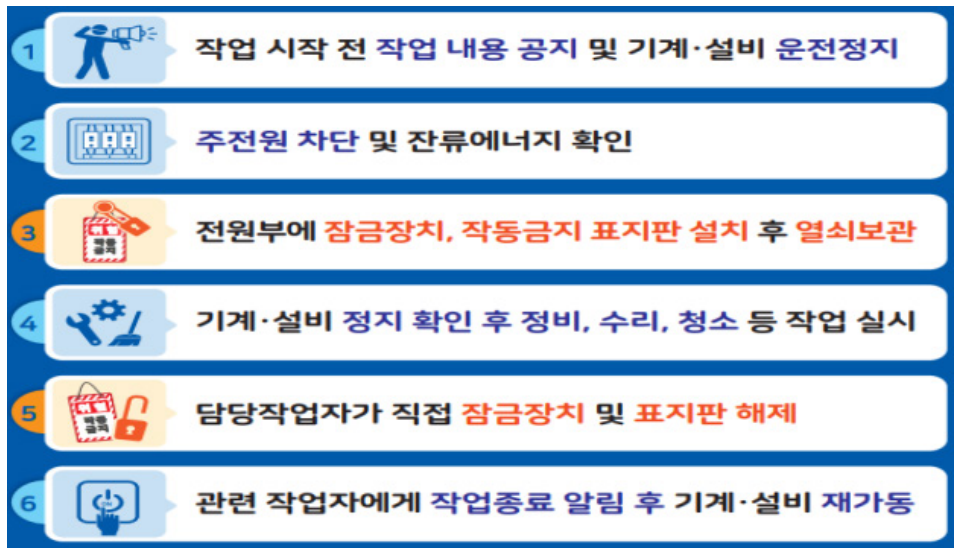 1 작업 시작 전 작업 내용 공지 및 기계·설비 운전정지
2 주전원 차단 및 잔류에너지 확인
3 전원부에 잠금장치, 작동금지 표지판 설치 후 열쇠보관
4 기계·설비 정지 확인 후 정비, 수리, 청소 등 작업 실시
5 담당작업자가 직접 잠금장치 및 표지판 해제
6 관련 작업자에게 작업종료 알림 후 기계·설비 재가동